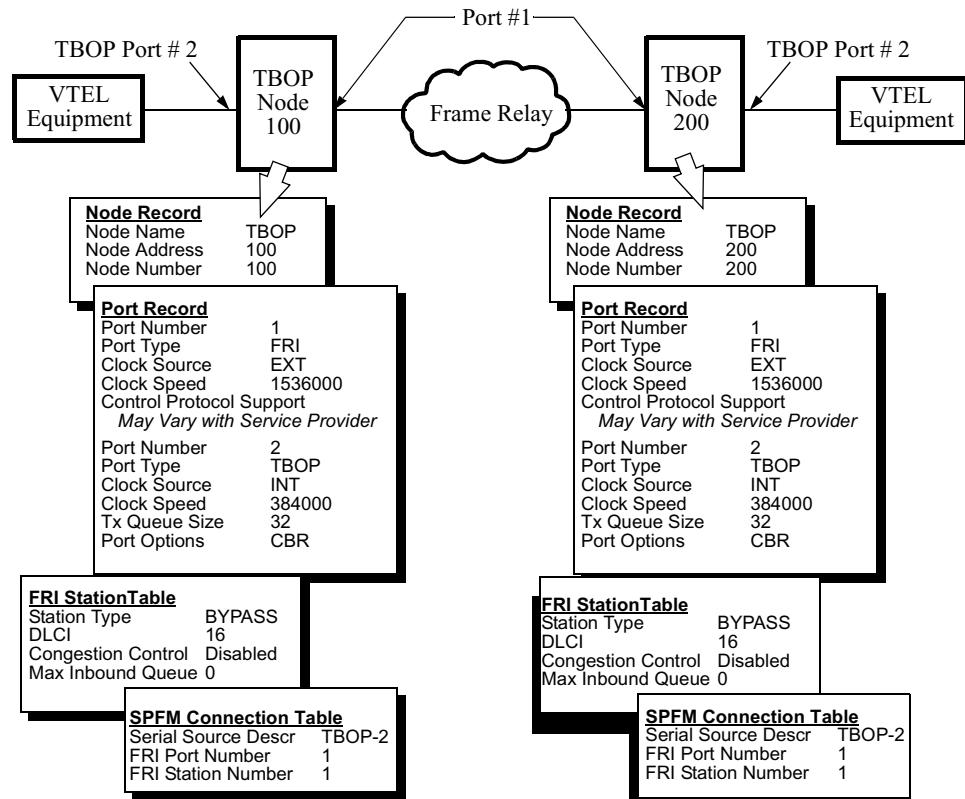 Port #1
TBOP Port # 2
TBOP Port # 2
VTEL
Equipment
TBOP
Node
100
Frame Relay
TBOP
Node
200
VTEL
Equipment
Node Record
Node Name TBOP
Node Address 100
Node Number 100
Port Record
Port Number 1
Port Type FRI
Clock Source EXT
Clock Speed 1536000
Control Protocol Support
May Vary with Service Provider
Port Number 2
Port Type TBOP
Clock Source INT
Clock Speed 384000
Tx Queue Size 32
Port Options CBR
FRI StationTable
Station Type BYPASS
DLCI 16
Congestion Control Disabled
Max Inbound Queue 0
SPFM Connection Table
Serial Source Descr TBOP-2
FRI Port Number 1
FRI Station Number 1
Node Record
Node Name TBOP
Node Address 200
Node Number 200
Port Record
Port Number 1
Port Type FRI
Clock Source EXT
Clock Speed 1536000
Control Protocol Support
May Vary with Service Provider
Port Number 2
Port Type TBOP
Clock Source INT
Clock Speed 384000
Tx Queue Size 32
Port Options CBR
FRI StationTable
Station Type BYPASS
DLCI 16
Congestion Control Disabled
Max Inbound Queue 0
SPFM Connection Table
Serial Source Descr TBOP-2
FRI Port Number 1
FRI Station Number 1